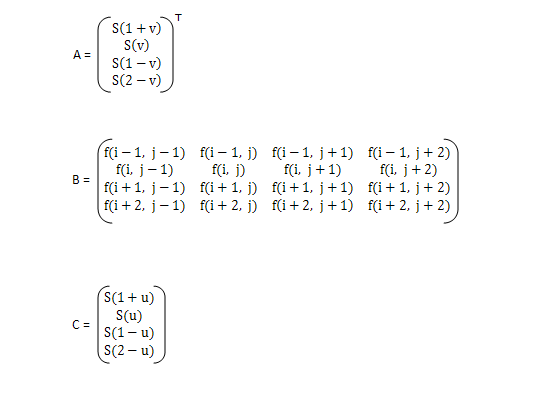 T
S(1 + v)
S(v)
A =
S(1 − v)
S(2 − v)
f(i − 1, j − 1) f(i − 1, j) f(i − 1, j + 1) f(i − 1, j + 2)
f(i, j − 1) f(i, j) f(i, j + 1) f(i, j + 2)
B =
f(i + 1, j − 1) f(i + 1, j) f(i + 1, j + 1) f(i + 1, j + 2)
f(i + 2, j − 1) f(i + 2, j) f(i + 2, j + 1) f(i + 2, j + 2)
S(1 + u)
S(u)
C =
S(1 − u)
S(2 − u)